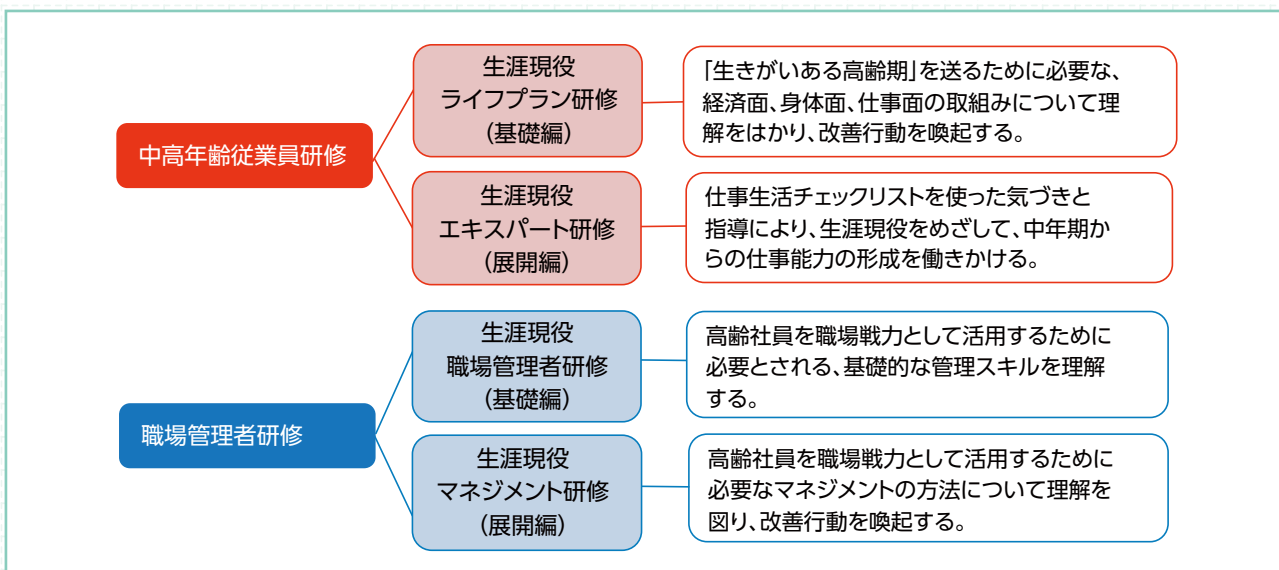 中高年齢従業員研修
生涯現役
ライフプラン研修
(基礎編)
「生きがいある高齢期」を送るために必要な、
経済面、身体面、仕事面の取組みについて理
解をはかり、改善行動を喚起する。
生涯現役
エキスパート研修
(展開編)
仕事生活チェックリストを使った気づきと
指導により、生涯現役をめざして、中年期か
らの仕事能力の形成を働きかける。
職場管理者研修
生涯現役
職場管理者研修
(基礎編)
高齢社員を職場戦力として活用するために
必要とされる、基礎的な管理スキルを理解
する。
生涯現役
マネジメント研修
(展開編)
高齢社員を職場戦力として活用するために
必要なマネジメントの方法について理解を
図り、改善行動を喚起する。